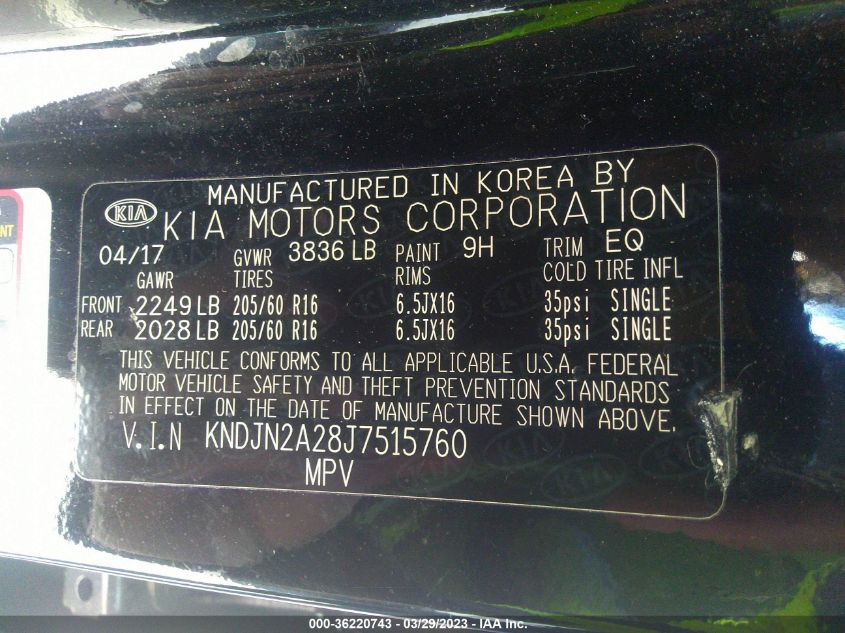 MANUFACTURED IN KOREA BY
KIA KIA MOTORS CORPORATION
04/17 GVWR 3836 LB PAINT 9H TRIM EQ
GAWR TIRES RIMS COLD TIRE INFL
FRONT 2249 LB 205/60 R16 6.5JX16 35psi SINGLE
REAR 2028 LB 205/60 R16 6.5JX16 35psi SINGLE
THIS VEHICLE CONFORMS TO ALL APPLICABLE U.S.A. FEDERAL
MOTOR VEHICLE SAFETY AND THEFT PREVENTION STANDARDS
IN EFFECT ON THE DATE OF MANUFACTURE SHOWN ABOVE.
V.I.N KNDJN2A28J7515760
MPV
000-36220743 - 03/29/2023 - IAA Inc.